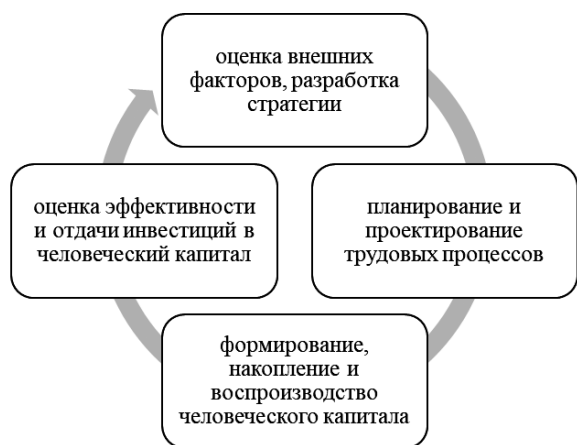 оценка внешних
факторов, разработка
стратегии
оценка эффективности
и отдачи инвестиций в
человеческий капитал
планирование и
проектирование
трудовых процессов
формирование,
накопление и
воспроизводство
человеческого капитала